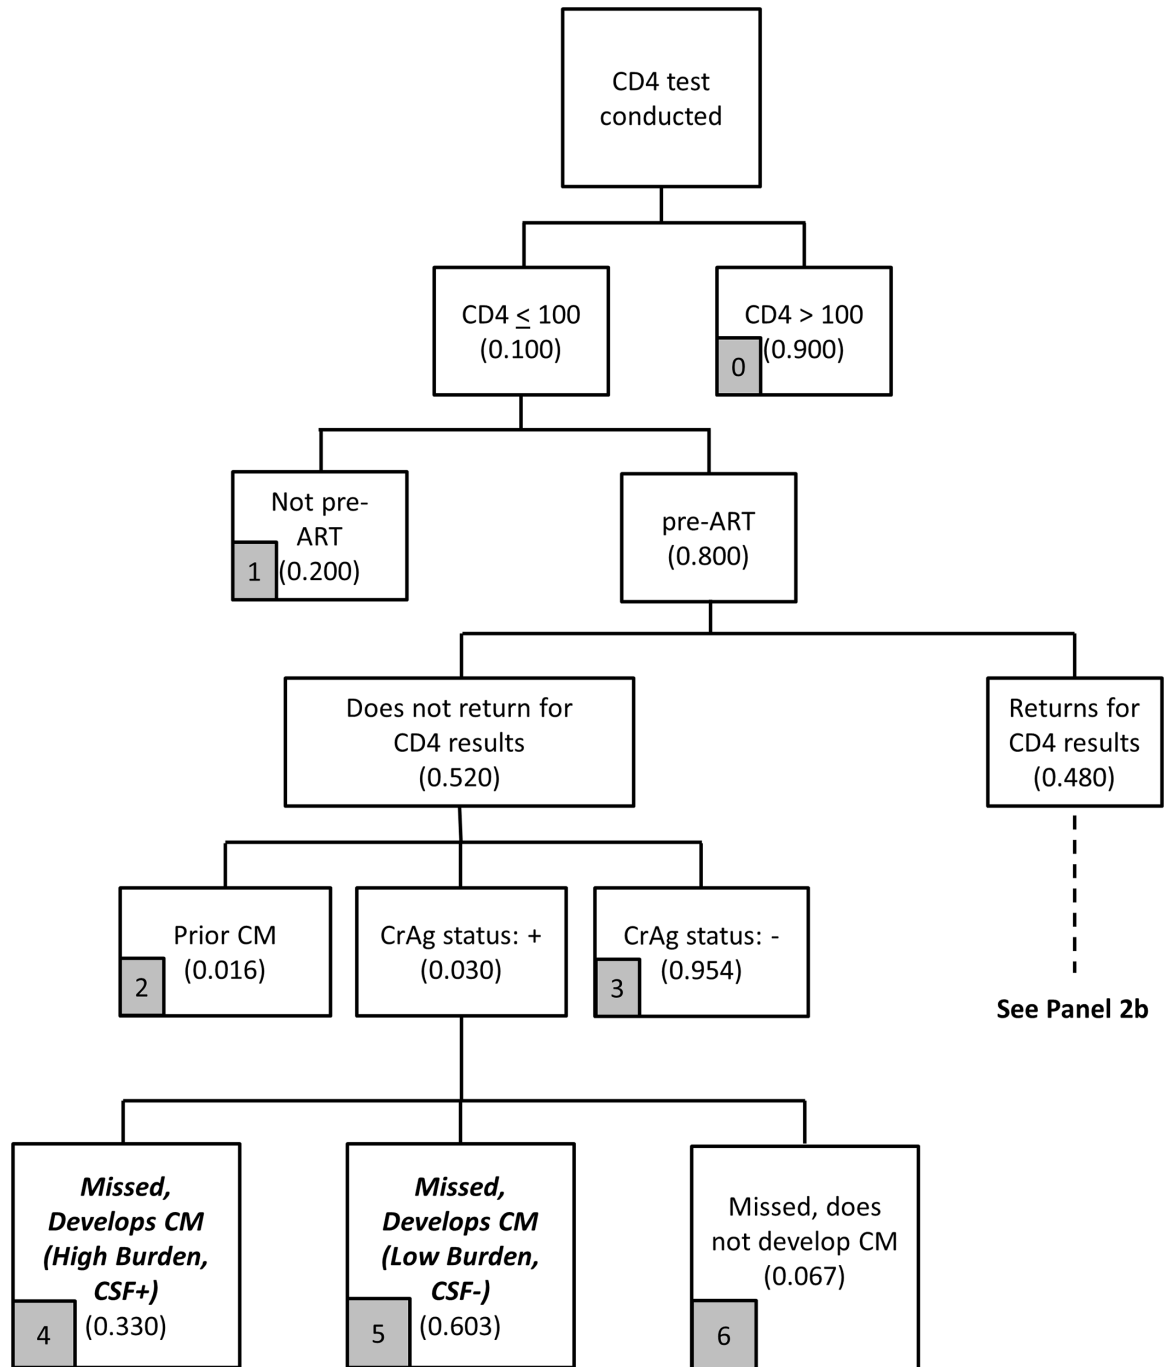 CD4 test
conducted
CD4 ≤ 100
(0.100)
CD4 > 100
(0.900)
0
Not pre-
ART
(0.200)
1
pre-ART
(0.800)
Does not return for
CD4 results
(0.520)
Returns for
CD4 results
(0.480)
Prior CM
(0.016)
2
CrAg status: +
(0.030)
CrAg status: -
(0.954)
3
See Panel 2b
Missed,
Develops CM
(High Burden,
CSF+)
(0.330)
4
Missed,
Develops CM
(Low Burden,
CSF-)
(0.603)
5
Missed, does
not develop CM
(0.067)
6